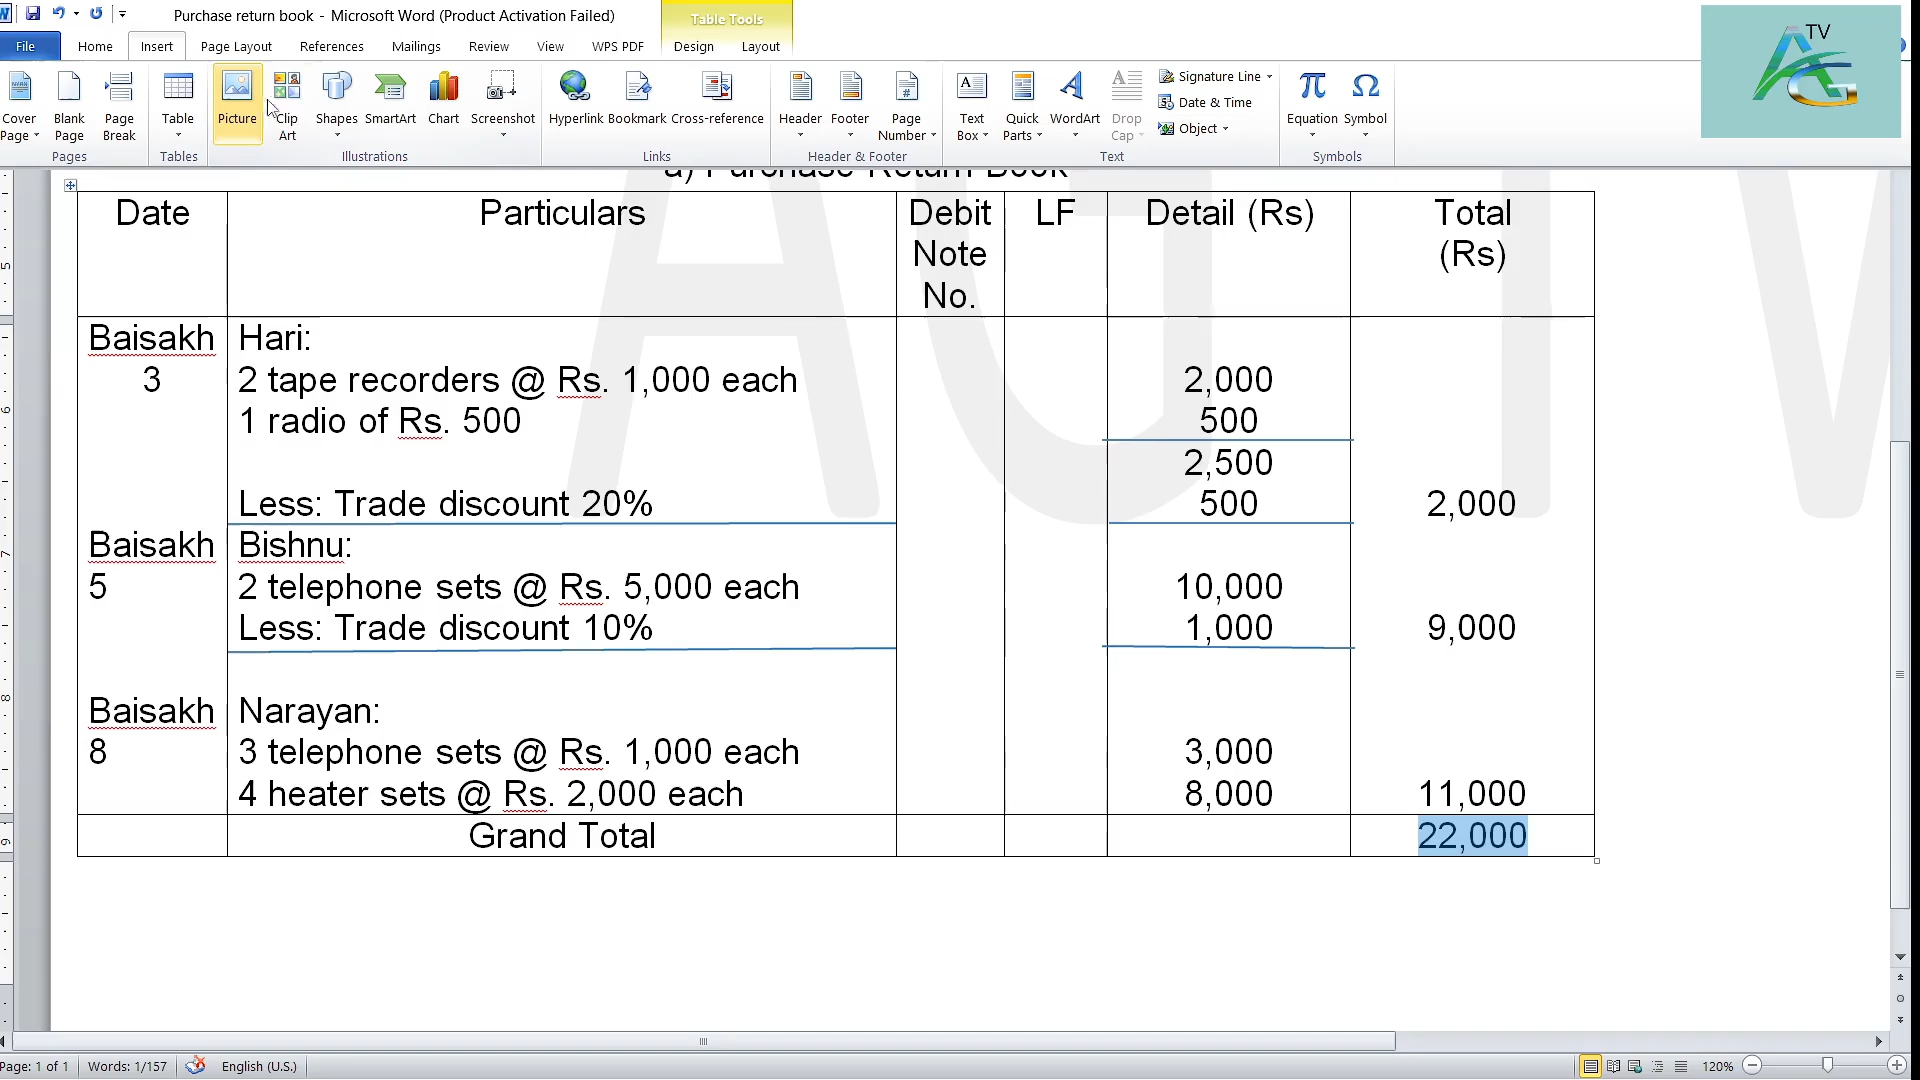 Purchase return book - Microsoft Word (Product Activation Failed)
Table Tools
File Home Insert Page Layout References Mailings Review View WPS PDF Design Layout
Cover Page
Blank Page
Page Break
Table
Picture
Clip Art
Shapes
SmartArt
Chart
Screenshot
Hyperlink
Bookmark
Cross-reference
Header
Footer
Page Number
Text Box
Quick Parts
WordArt
Drop Cap
Signature Line
Date & Time
Object
Equation
Symbol
Pages Tables Illustrations Links Header & Footer Text Symbols
TV
AG
a) Purchase Return Book
Date Particulars Debit Note No. LF Detail (Rs) Total (Rs)
Baisakh Hari:
3 2 tape recorders @ Rs. 1,000 each 2,000
1 radio of Rs. 500 500
2,500
Less: Trade discount 20% 500 2,000
Baisakh Bishnu:
5 2 telephone sets @ Rs. 5,000 each 10,000
Less: Trade discount 10% 1,000 9,000
Baisakh Narayan:
8 3 telephone sets @ Rs. 1,000 each 3,000
4 heater sets @ Rs. 2,000 each 8,000 11,000
Grand Total 22,000
AG TV
Page: 1 of 1 Words: 1/157 English (U.S.) 120%